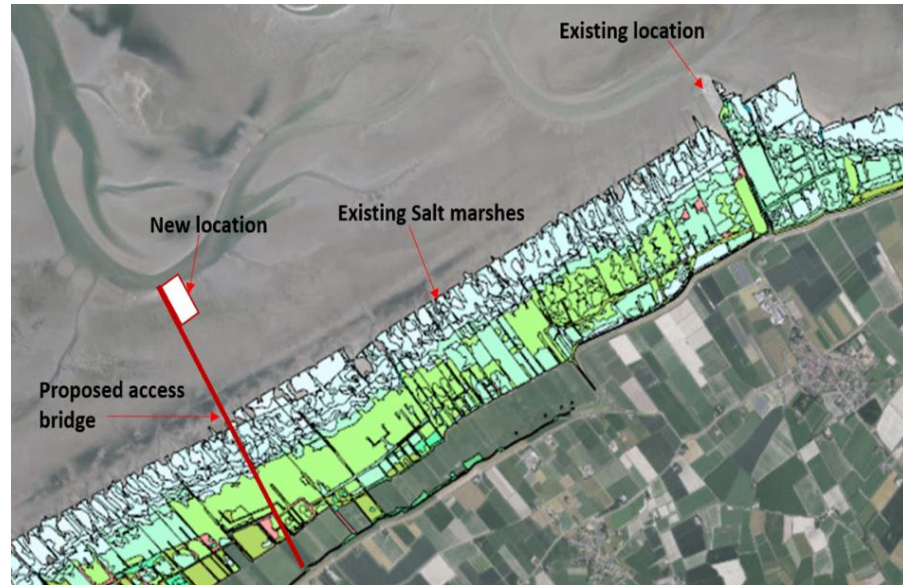 Existing location
New location
Existing Salt marshes
Proposed access
bridge